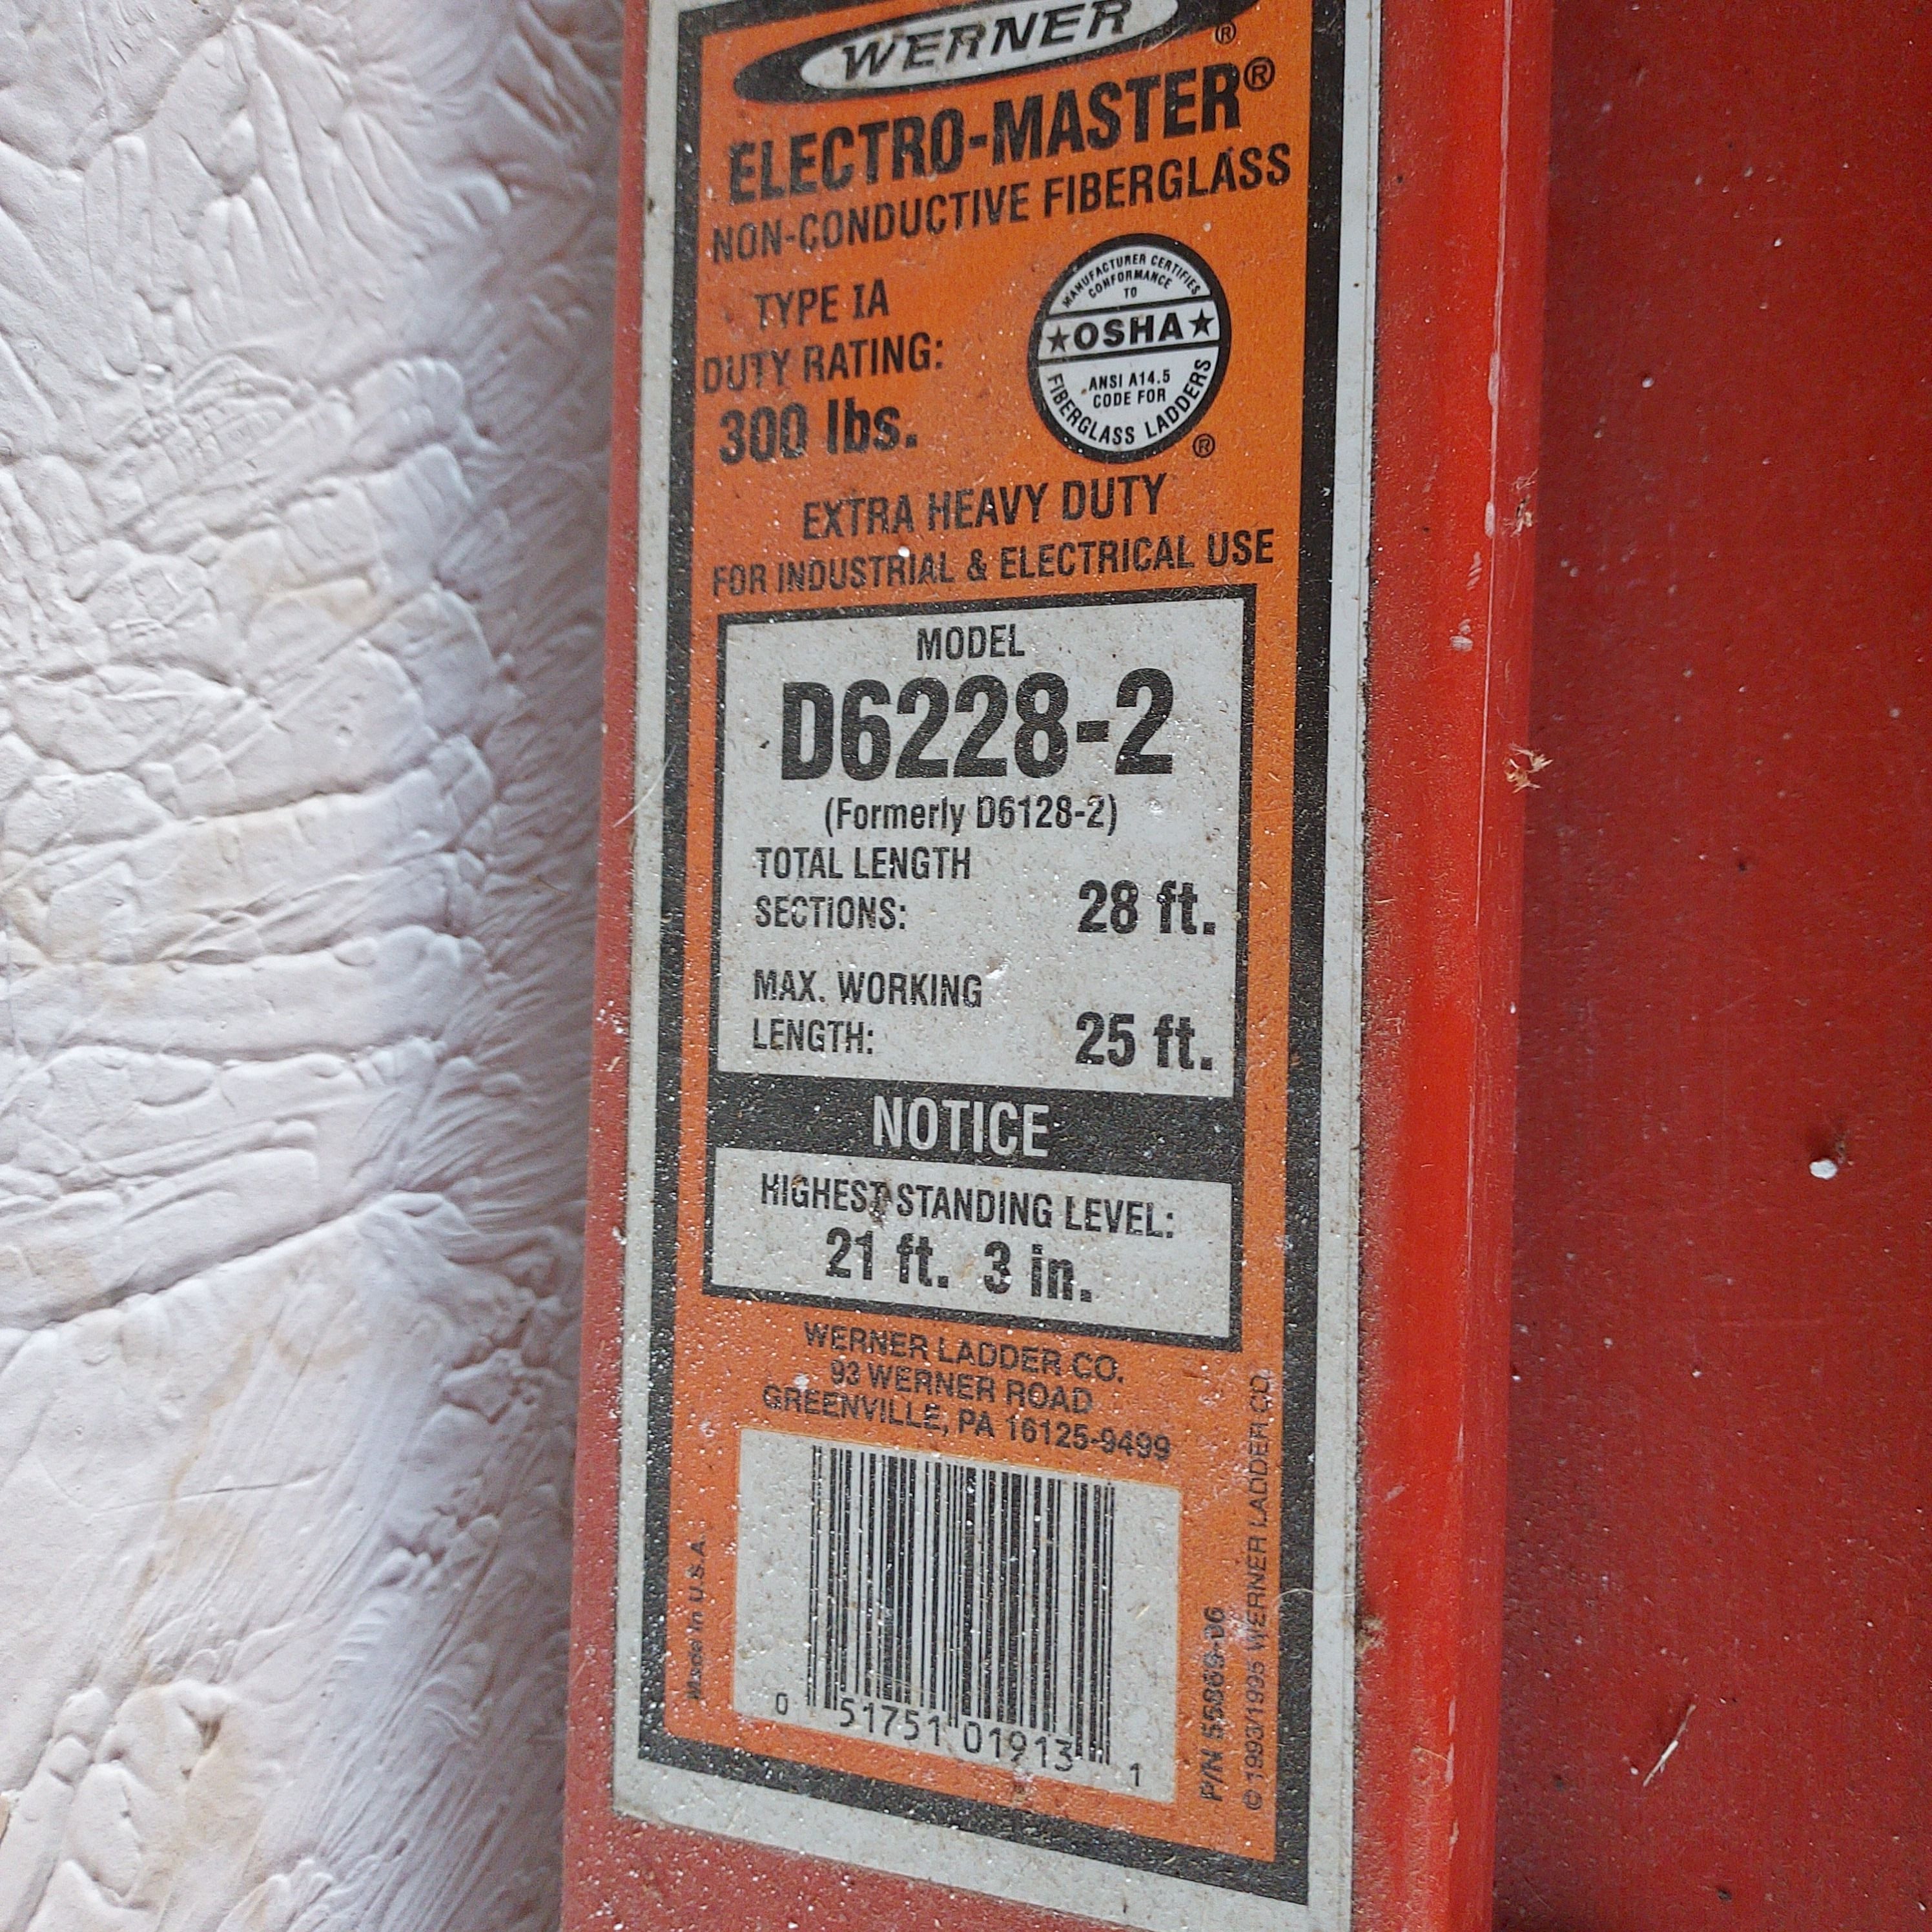 WERNER®
ELECTRO-MASTER®
NON-CONDUCTIVE FIBERGLASS
TYPE IA
DUTY RATING:
300 lbs.
MANUFACTURER CERTIFIES
CONFORMANCE
TO
★OSHA★
ANSI A14.5
CODE FOR
FIBERGLASS LADDERS
®
EXTRA HEAVY DUTY
FOR INDUSTRIAL & ELECTRICAL USE
MODEL
D6228-2
(Formerly D6128-2)
TOTAL LENGTH
SECTIONS: 28 ft.
MAX. WORKING
LENGTH: 25 ft.
NOTICE
HIGHEST STANDING LEVEL:
21 ft. 3 in.
WERNER LADDER CO.
93 WERNER ROAD
GREENVILLE, PA 16125-9499
Made in U.S.A.
0 51751 01913 1
P/N
© 1993/1995 WERNER LADDER CO.